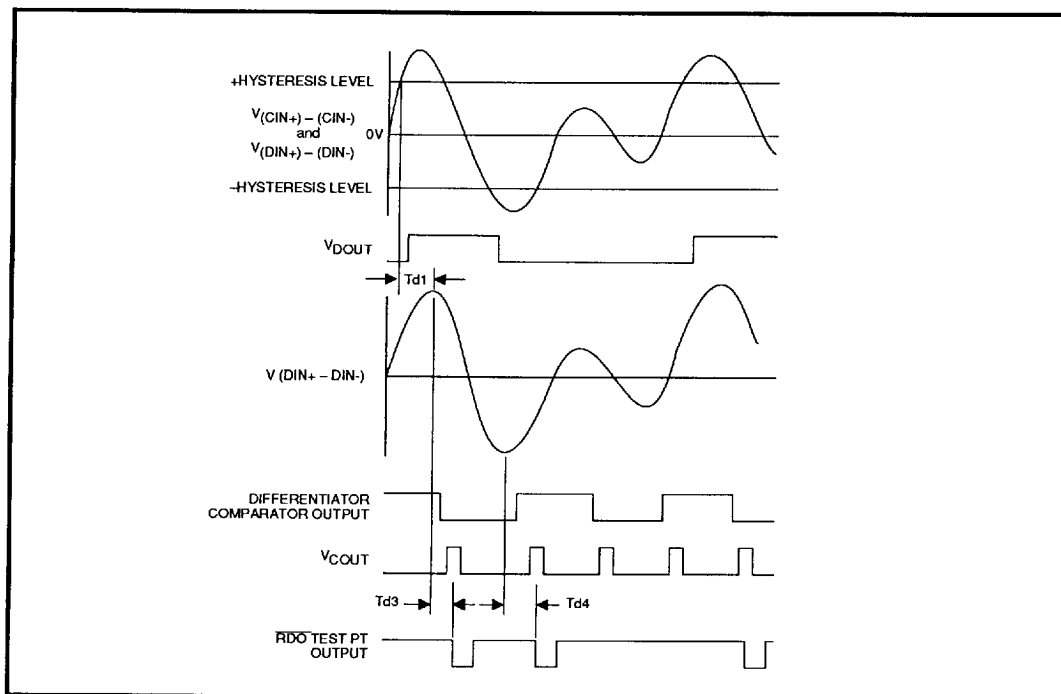 +HYSTERESIS LEVEL
V(CIN+) – (CIN-)
and
0V
V(DIN+) – (DIN-)
–HYSTERESIS LEVEL
VDOUT
Td1
V (DIN+ – DIN-)
DIFFERENTIATOR
COMPARATOR OUTPUT
VCOUT
Td3
Td4
RDO TEST PT
OUTPUT